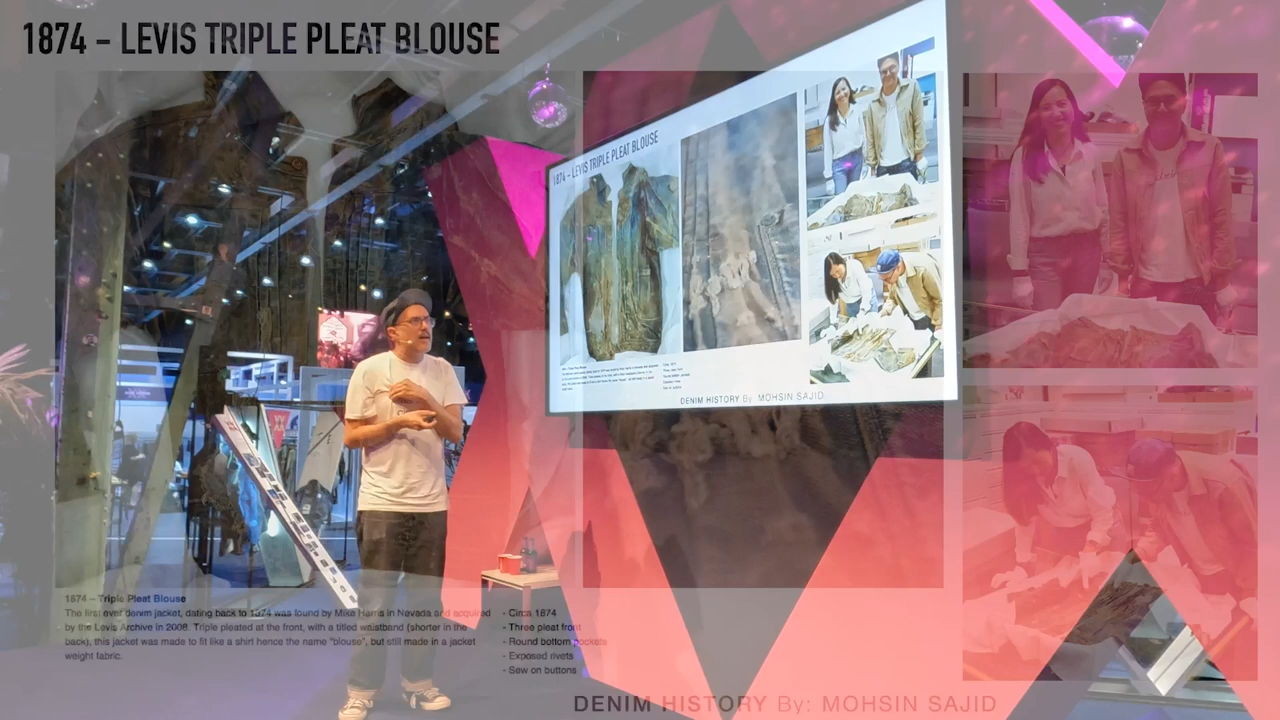 1874 – LEVIS TRIPLE PLEAT BLOUSE
1874 - LEVIS TRIPLE PLEAT BLOUSE
DENIM HISTORY By: MOHSIN SAJID
1874 – Triple Pleat Blouse
The first ever denim jacket, dating back to 1874 was found by Mike Harris in Nevada and acquired
by the Levis Archive in 2008. Triple pleated at the front, with a titled waistband (shorter in the
back), this jacket was made to fit like a shirt hence the name "blouse", but still made in a jacket
weight fabric.
- Circa 1874
- Three pleat front
- Round bottom pockets
- Exposed rivets
- Sew on buttons
DENIM HISTORY By: MOHSIN SAJID